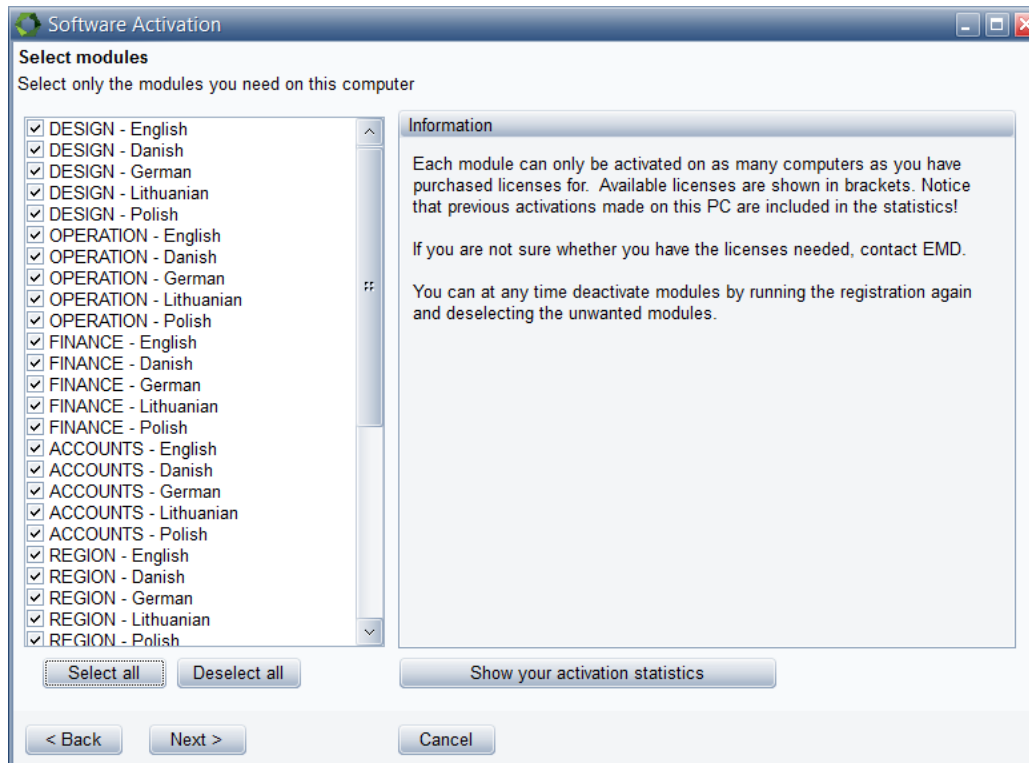 Software Activation
Select modules
Select only the modules you need on this computer
DESIGN - English
DESIGN - Danish
DESIGN - German
DESIGN - Lithuanian
DESIGN - Polish
OPERATION - English
OPERATION - Danish
OPERATION - German
OPERATION - Lithuanian
OPERATION - Polish
FINANCE - English
FINANCE - Danish
FINANCE - German
FINANCE - Lithuanian
FINANCE - Polish
ACCOUNTS - English
ACCOUNTS - Danish
ACCOUNTS - German
ACCOUNTS - Lithuanian
ACCOUNTS - Polish
REGION - English
REGION - Danish
REGION - German
REGION - Lithuanian
REGION - Polish
Information
Each module can only be activated on as many computers as you have
purchased licenses for.  Available licenses are shown in brackets. Notice
that previous activations made on this PC are included in the statistics!
If you are not sure whether you have the licenses needed, contact EMD.
You can at any time deactivate modules by running the registration again
and deselecting the unwanted modules.
Select all
Deselect all
Show your activation statistics
< Back
Next >
Cancel